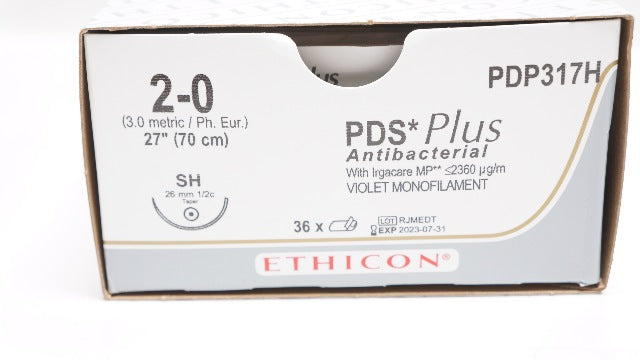 2-0
(3.0 metric / Ph. Eur.)
27" (70 cm)
SH
26 mm 1/2c
Taper
lus
PDP317H
PDS* Plus
Antibacterial
With Irgacare MP** ≤2360 µg/m
VIOLET MONOFILAMENT
36 x
LOT RJMEDT
EXP 2023-07-31
ETHICON®